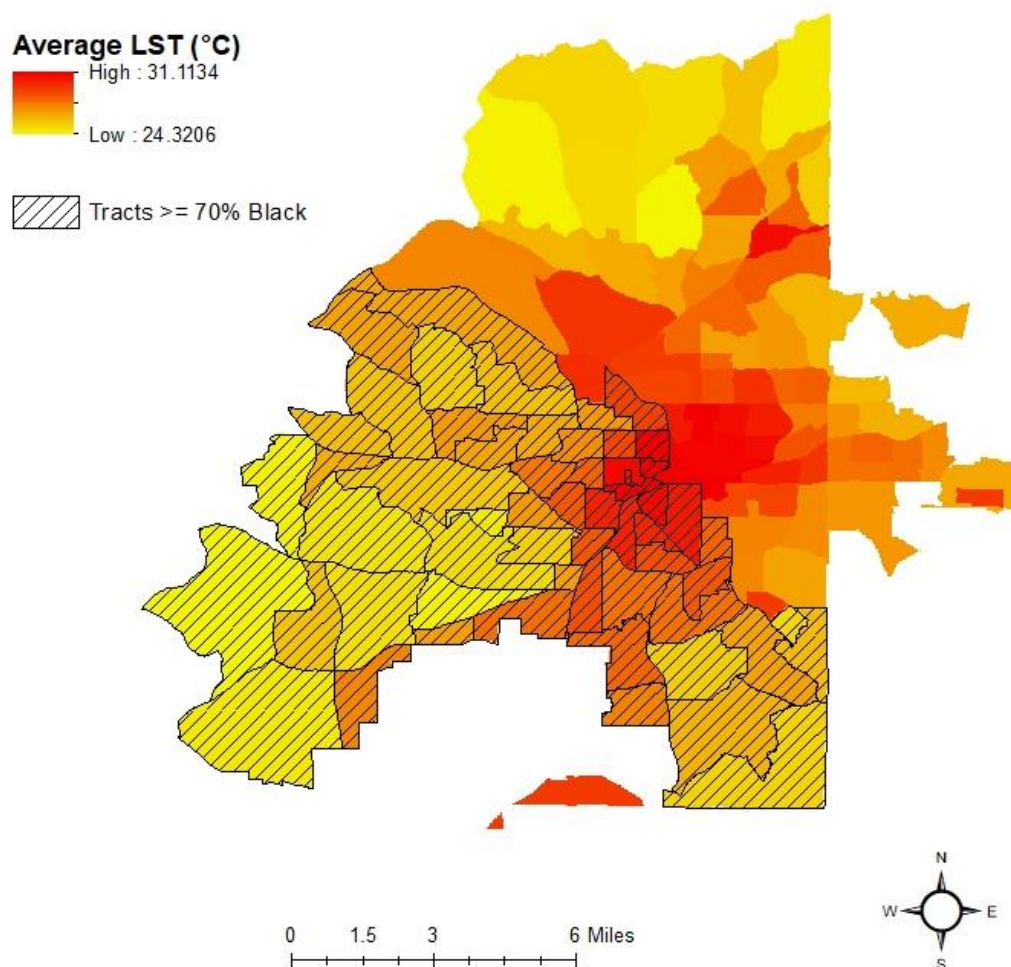 Average LST (°C)
High : 31.1134
Low : 24.3206
Tracts >= 70% Black
N
W E
S
0 1.5 3 6 Miles